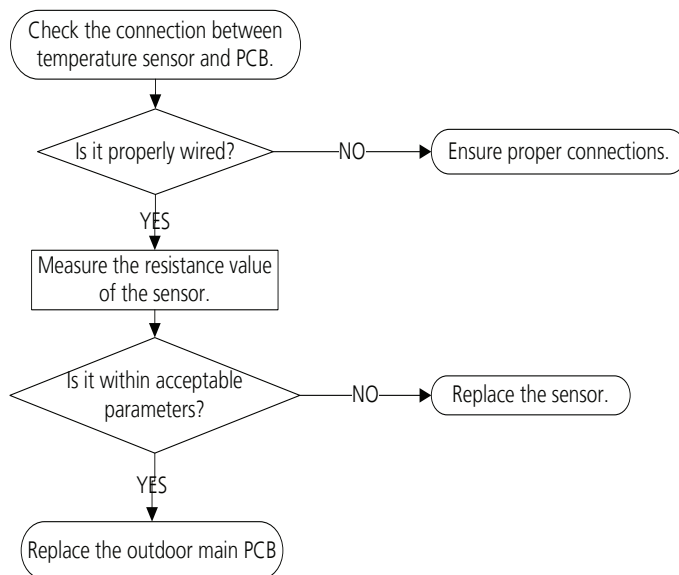 Check the connection between
temperature sensor and PCB.
Is it properly wired?
NO
Ensure proper connections.
YES
Measure the resistance value
of the sensor.
Is it within acceptable
parameters?
NO
Replace the sensor.
YES
Replace the outdoor main PCB